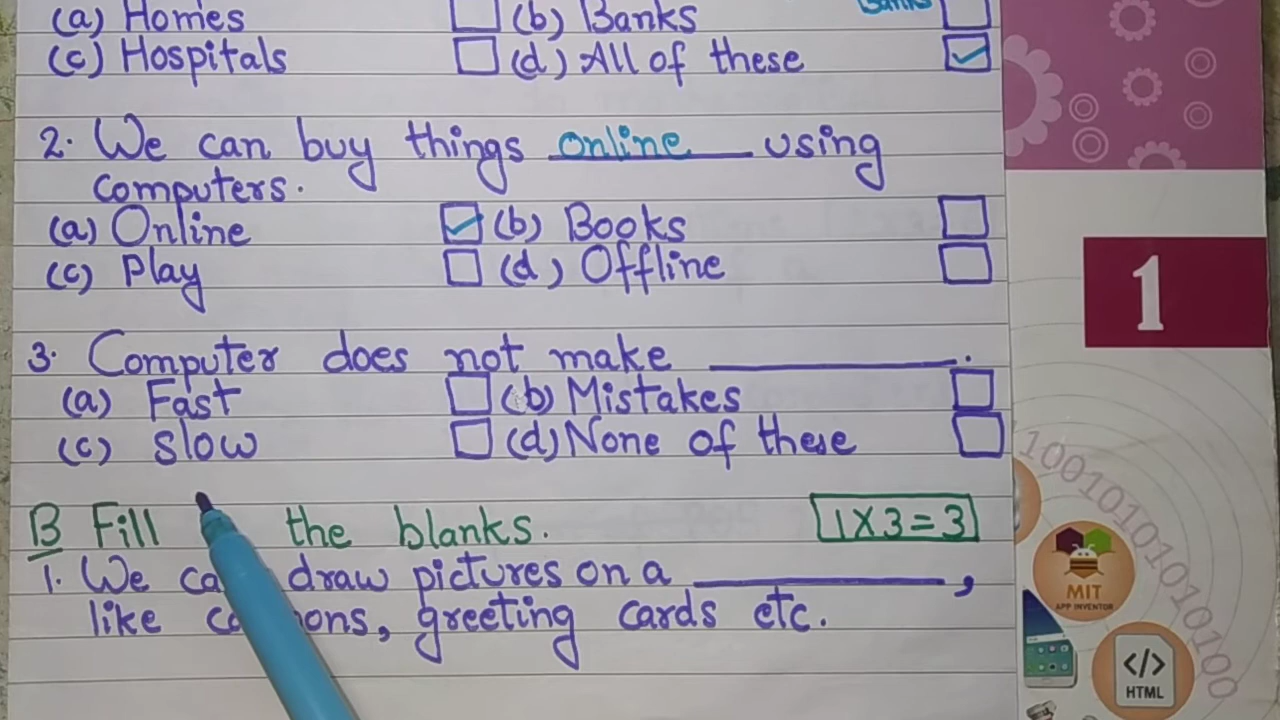 (a) Homes (b) Banks Banks
(c) Hospitals (d) All of these
2. We can buy things online using
computers.
(a) Online (b) Books
(c) Play (d) Offline
3. Computer does not make ________.
(a) Fast (b) Mistakes
(c) Slow (d) None of these
B Fill the blanks. 1X3=3
1. We draw pictures on a ________,
like greeting cards etc.
1
1001010101010100
MIT
APP INVENTOR
</>
HTML